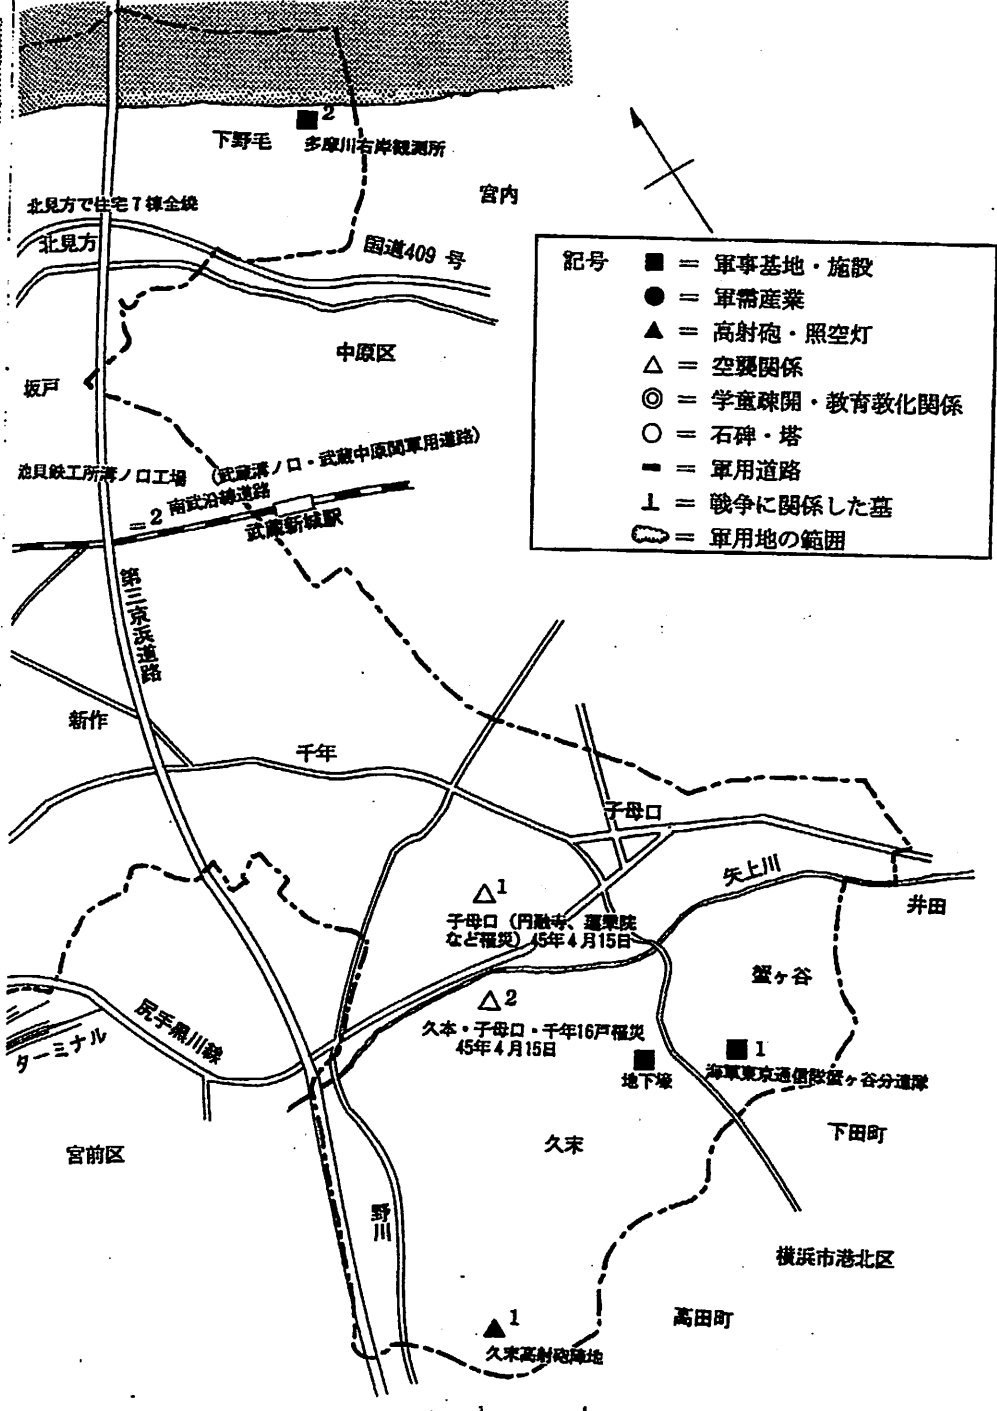 2
下野毛
多摩川右岸観測所
宮内
北見方で住宅7棟全焼
北見方
国道409号
記号 ■ = 軍事基地・施設
● = 軍需産業
▲ = 高射砲・照空灯
△ = 空襲関係
◎ = 学童疎開・教育教化関係
○ = 石碑・塔
━ = 軍用道路
⊥ = 戦争に関係した墓
= 軍用地の範囲
中原区
坂戸
池貝鉄工所溝ノ口工場
(武蔵溝ノ口・武蔵中原間軍用道路)
=2 南武沿線道路
武蔵新城駅
第三京浜道路
新作
千年
子母口
矢上川
井田
△1
子母口(円融寺、蓮乗院
など罹災)45年4月15日
蟹ヶ谷
△2
久本・子母口・千年16戸罹災
45年4月15日
尻手黒川線
ターミナル
地下壕
■1
海軍東京通信隊蟹ヶ谷分遣隊
下田町
宮前区
久末
野川
横浜市港北区
高田町
▲1
久末高射砲陣地